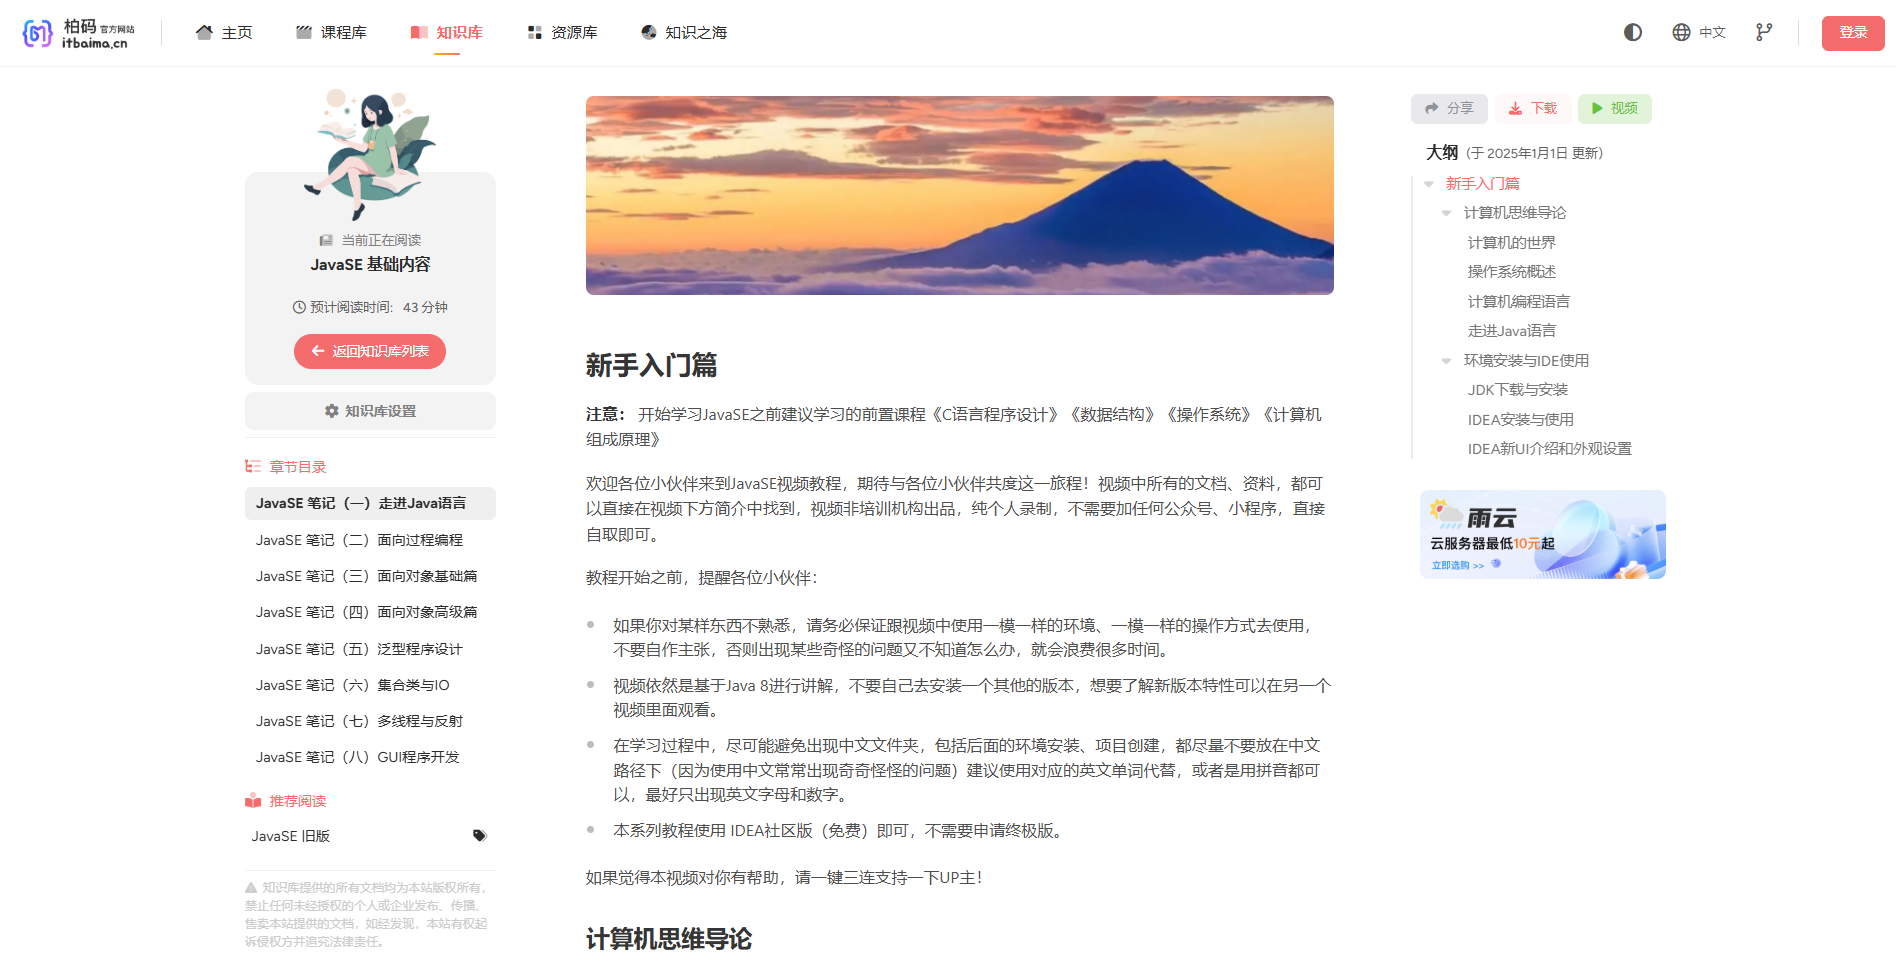 柏码 官方网站
itbaima.cn
主页
课程库
知识库
资源库
知识之海
中文
登录
当前正在阅读
JavaSE 基础内容
预计阅读时间: 43 分钟
返回知识库列表
知识库设置
章节目录
JavaSE 笔记（一）走进Java语言
JavaSE 笔记（二）面向过程编程
JavaSE 笔记（三）面向对象基础篇
JavaSE 笔记（四）面向对象高级篇
JavaSE 笔记（五）泛型程序设计
JavaSE 笔记（六）集合类与IO
JavaSE 笔记（七）多线程与反射
JavaSE 笔记（八）GUI程序开发
推荐阅读
JavaSE 旧版
知识库提供的所有文档均为本站版权所有，
禁止任何未经授权的个人或企业发布、传播、
售卖本站提供的文档，如经发现，本站有权起
诉侵权方并追究法律责任。
新手入门篇
注意： 开始学习JavaSE之前建议学习的前置课程《C语言程序设计》《数据结构》《操作系统》《计算机
组成原理》
欢迎各位小伙伴来到JavaSE视频教程，期待与各位小伙伴共度这一旅程！视频中所有的文档、资料，都可
以直接在视频下方简介中找到，视频非培训机构出品，纯个人录制，不需要加任何公众号、小程序，直接
自取即可。
教程开始之前，提醒各位小伙伴：
如果你对某样东西不熟悉，请务必保证跟视频中使用一模一样的环境、一模一样的操作方式去使用，
不要自作主张，否则出现某些奇怪的问题又不知道怎么办，就会浪费很多时间。
视频依然是基于Java 8进行讲解，不要自己去安装一个其他的版本，想要了解新版本特性可以在另一个
视频里面观看。
在学习过程中，尽可能避免出现中文文件夹，包括后面的环境安装、项目创建，都尽量不要放在中文
路径下（因为使用中文常常出现奇奇怪怪的问题）建议使用对应的英文单词代替，或者是用拼音都可
以，最好只出现英文字母和数字。
本系列教程使用 IDEA社区版（免费）即可，不需要申请终极版。
如果觉得本视频对你有帮助，请一键三连支持一下UP主！
计算机思维导论
分享
下载
视频
大纲（于 2025年1月1日 更新）
新手入门篇
计算机思维导论
计算机的世界
操作系统概述
计算机编程语言
走进Java语言
环境安装与IDE使用
JDK下载与安装
IDEA安装与使用
IDEA新UI介绍和外观设置
雨云
云服务器最低10元起
立即选购 >>